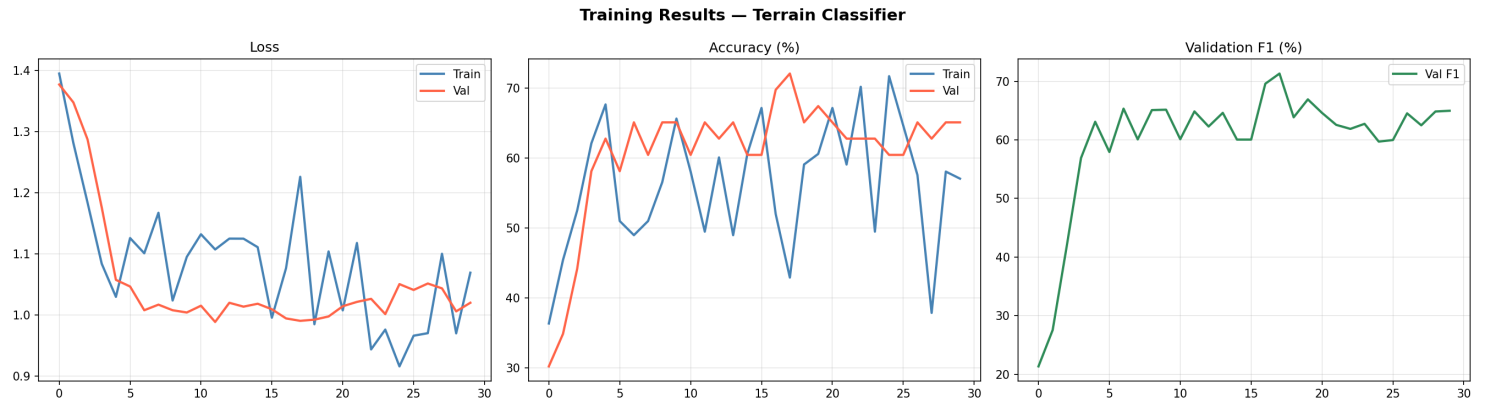 Training Results — Terrain Classifier
Loss
1.4
1.3
1.2
1.1
1.0
0.9
0 5 10 15 20 25 30
Train
Val
Accuracy (%)
70
60
50
40
30
0 5 10 15 20 25 30
Train
Val
Validation F1 (%)
70
60
50
40
30
20
0 5 10 15 20 25 30
Val F1